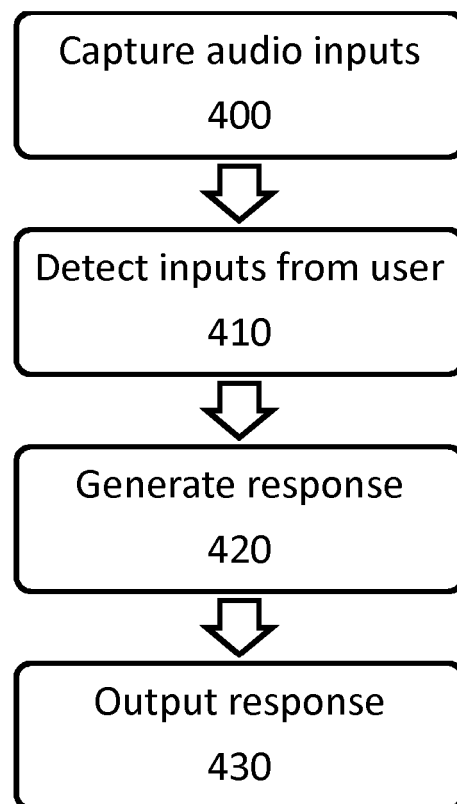 Capture audio inputs
400
Detect inputs from user
410
Generate response
420
Output response
430